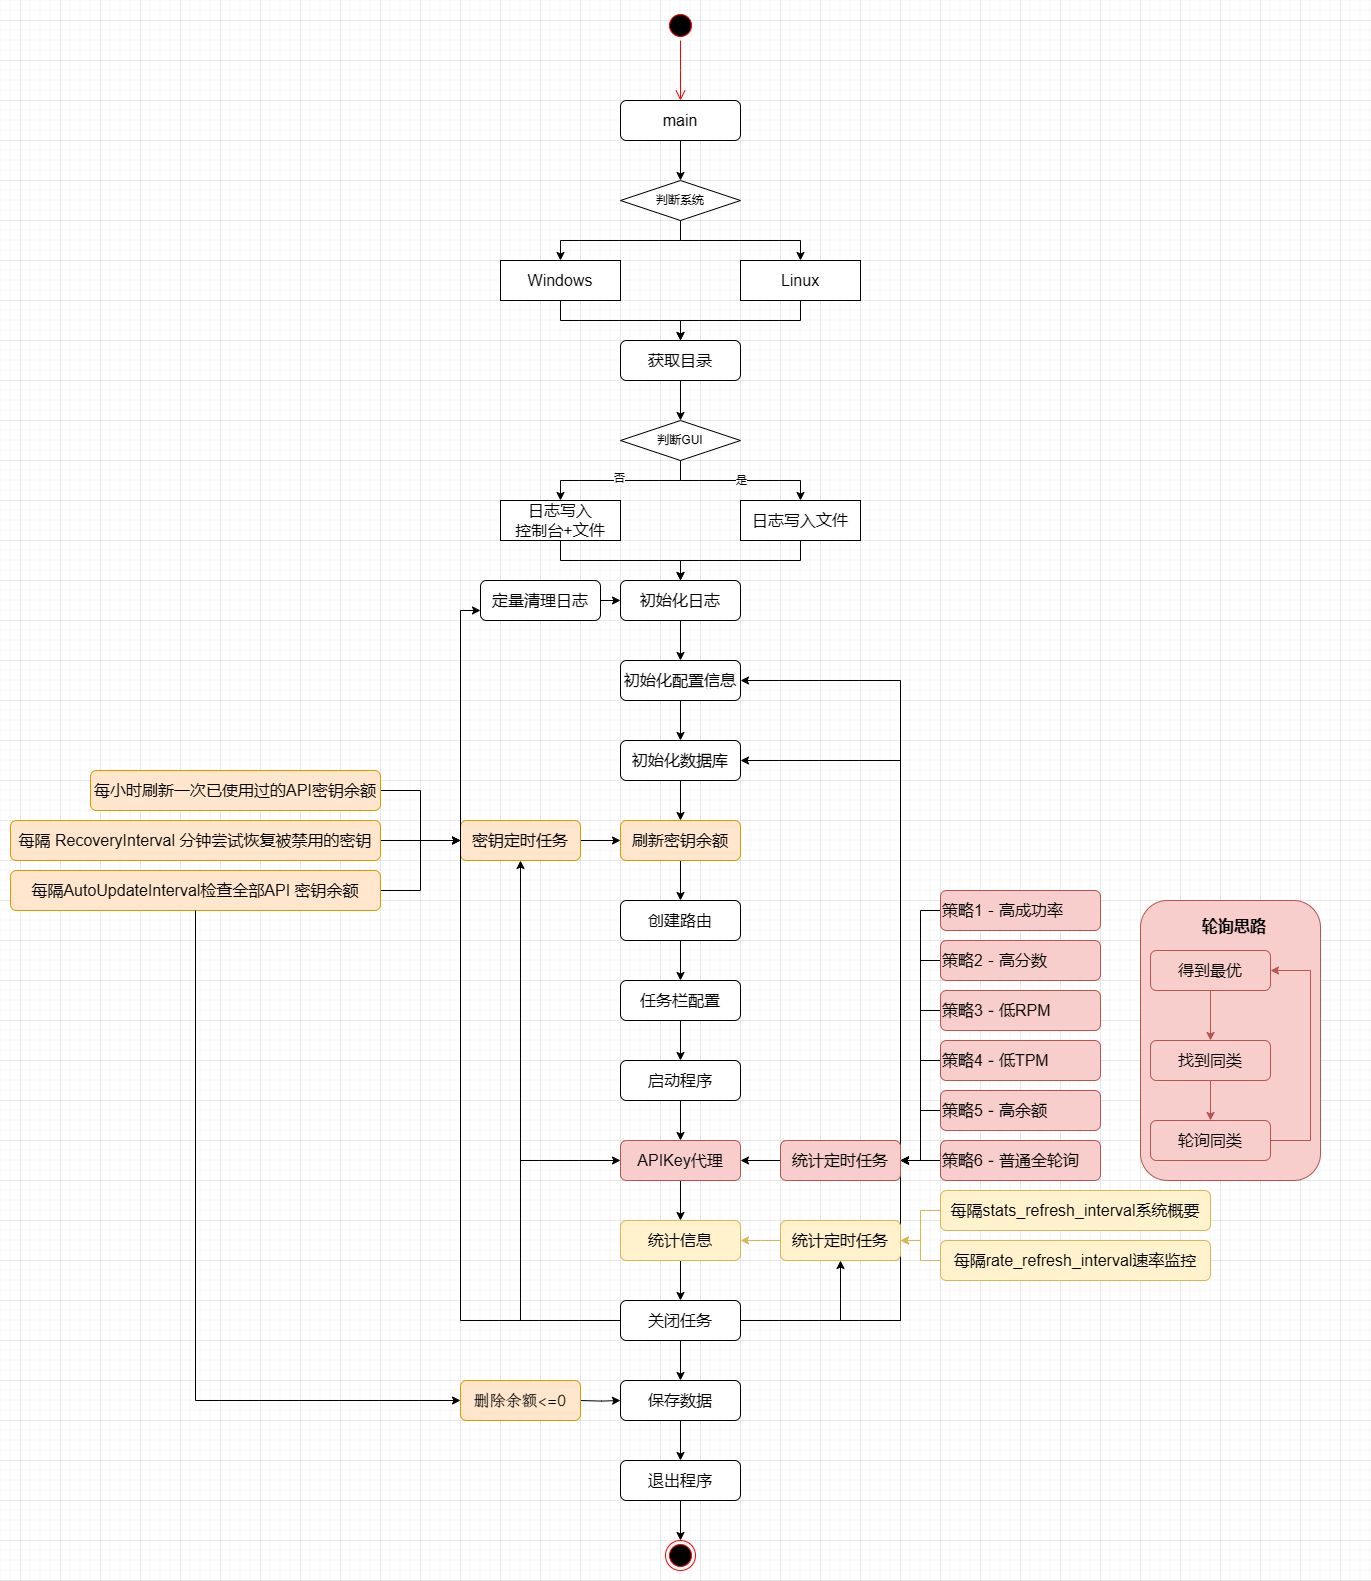 main
判断系统
Windows
Linux
获取目录
判断GUI
否
是
日志写入
控制台+文件
日志写入文件
定量清理日志
初始化日志
初始化配置信息
初始化数据库
每小时刷新一次已使用过的API密钥余额
每隔 RecoveryInterval 分钟尝试恢复被禁用的密钥
每隔AutoUpdateInterval检查全部API 密钥余额
密钥定时任务
刷新密钥余额
创建路由
任务栏配置
启动程序
策略1 - 高成功率
策略2 - 高分数
策略3 - 低RPM
策略4 - 低TPM
策略5 - 高余额
策略6 - 普通全轮询
轮询思路
得到最优
找到同类
轮询同类
APIKey代理
统计定时任务
统计信息
统计定时任务
每隔stats_refresh_interval系统概要
每隔rate_refresh_interval速率监控
关闭任务
删除余额<=0
保存数据
退出程序